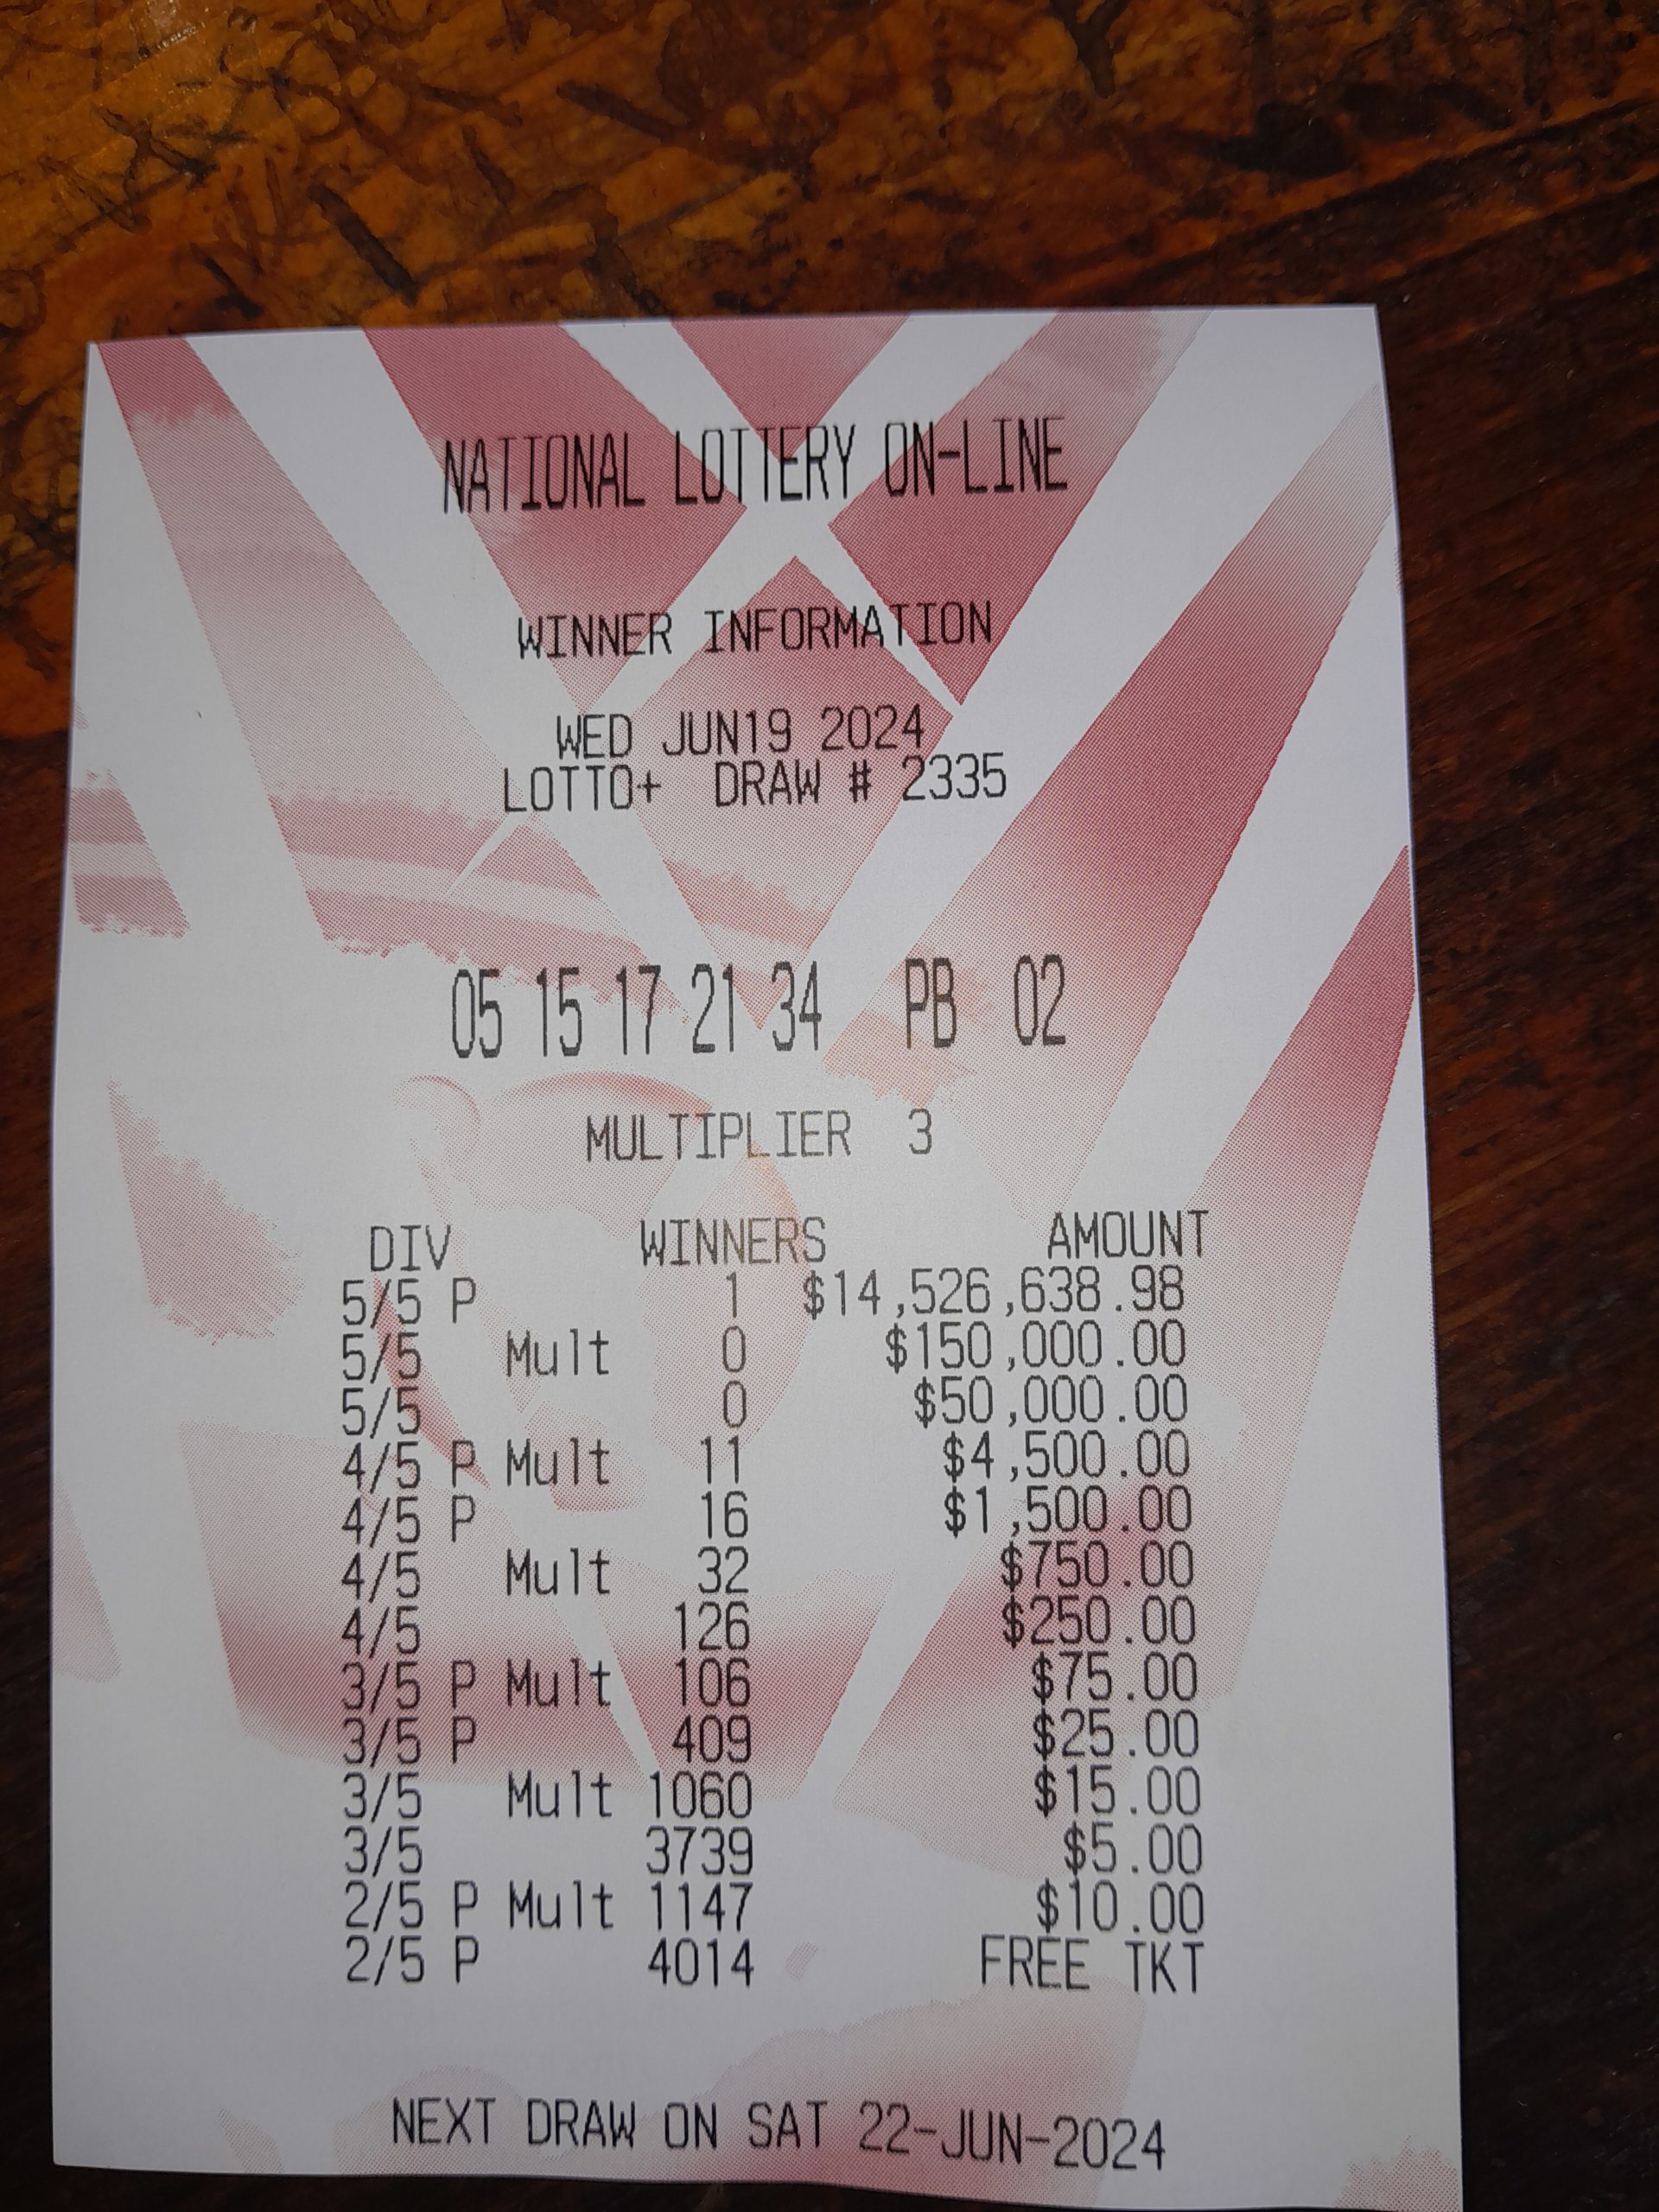 NATIONAL LOTTERY ON-LINE
WINNER INFORMATION
WED JUN19 2024
LOTTO+ DRAW # 2335
05 15 17 21 34 PB 02
MULTIPLIER 3
DIV WINNERS AMOUNT
5/5 P 1 $14,526,638.98
5/5 Mult 0 $150,000.00
5/5 0 $50,000.00
4/5 P Mult 11 $4,500.00
4/5 P 16 $1,500.00
4/5 Mult 32 $750.00
4/5 126 $250.00
3/5 P Mult 106 $75.00
3/5 P 409 $25.00
3/5 Mult 1060 $15.00
3/5 3739 $5.00
2/5 P Mult 1147 $10.00
2/5 P 4014 FREE TKT
NEXT DRAW ON SAT 22-JUN-2024